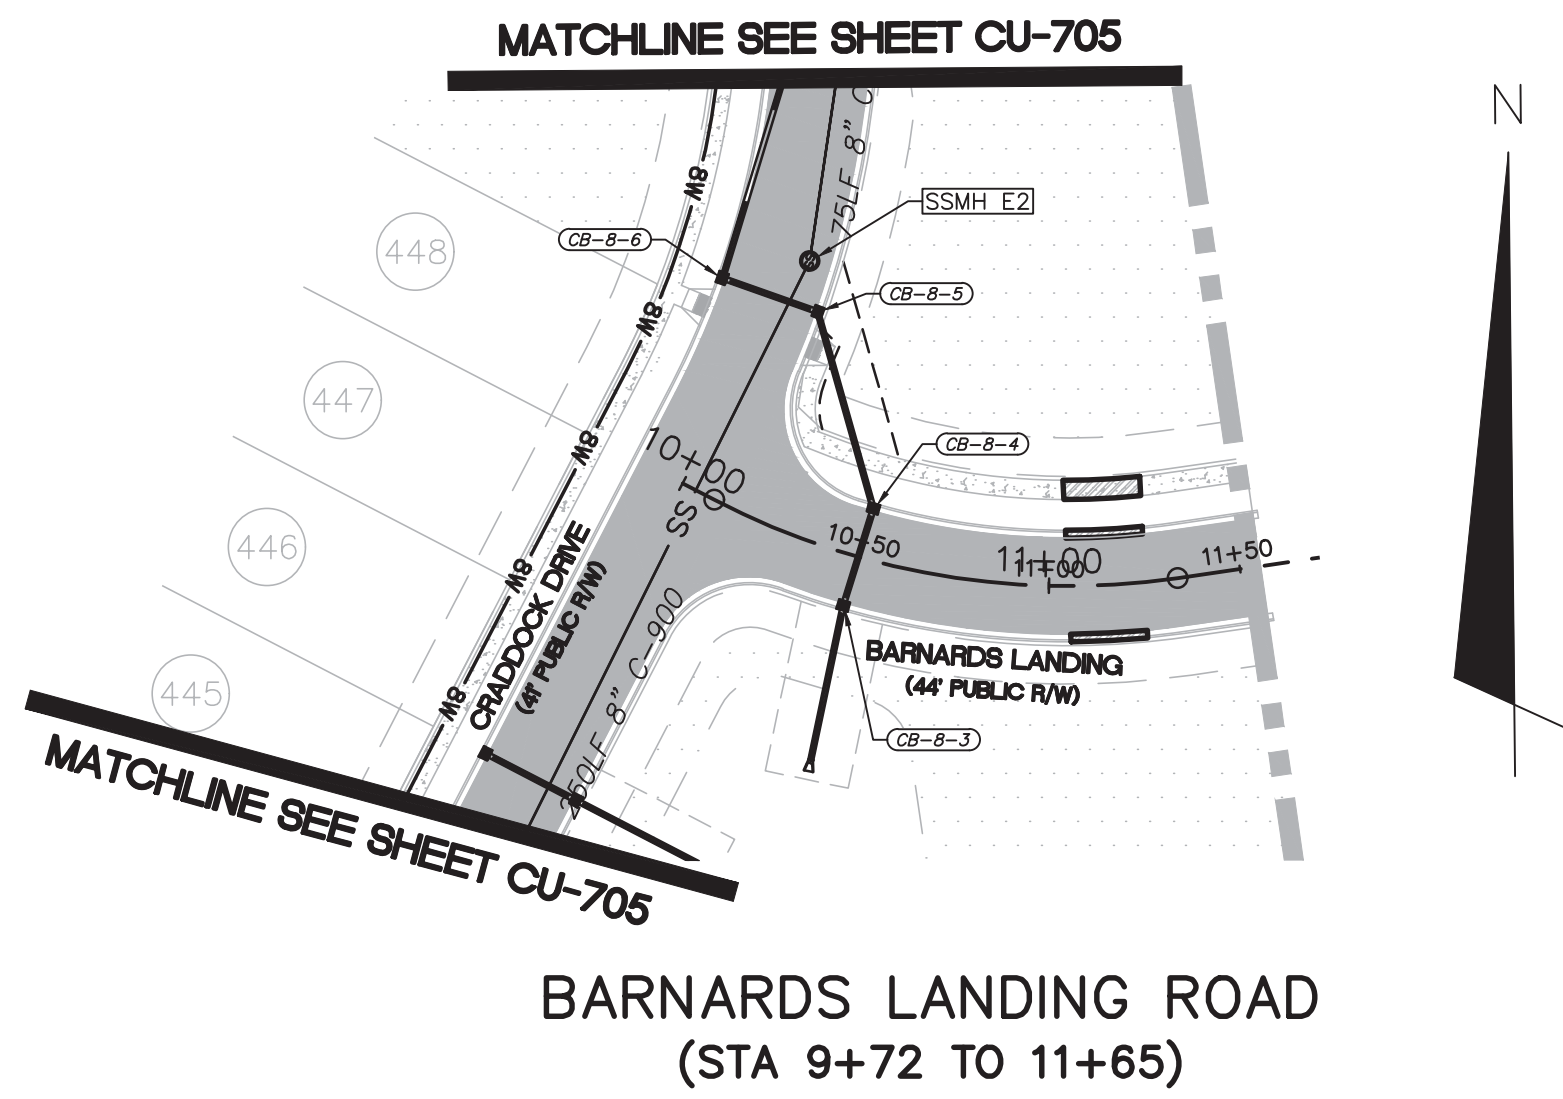 MATCHLINE SEE SHEET CU-705
N
75LF 8" C
8W
SSMH E2
CB-8-6
448
CB-8-5
8W
447
10+00
8W
CB-8-4
SS
446
10+50
11+00
11+00
11+50
8W
CRADDOCK DRIVE
(41' PUBLIC R/W)
250LF 8" C-900
BARNARDS LANDING
(44' PUBLIC R/W)
445
8W
CB-8-3
MATCHLINE SEE SHEET CU-705
BARNARDS LANDING ROAD
(STA 9+72 TO 11+65)